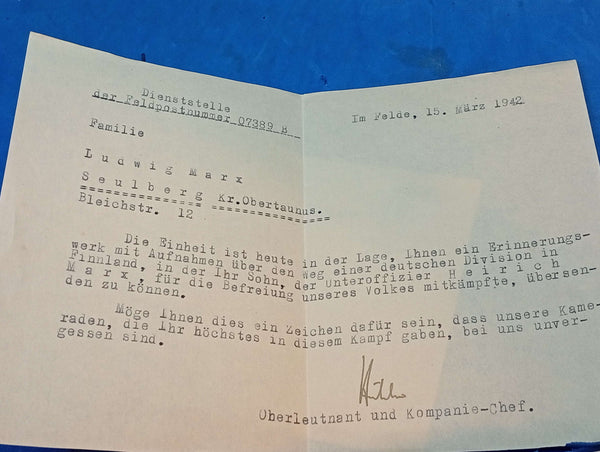 Dienststelle
der Feldpostnummer 07389 B
Im Felde, 15. März 1942
Familie
Ludwig Marx
Seulberg Kr.Obertaunus.
Bleichstr. 12
Die Einheit ist heute in der Lage, Ihnen ein Erinnerungs-
werk mit Aufnahmen über den weg einer deutschen Division in
Finnland, in der Ihr Sohn, der Unteroffizier Heirich
Marx, für die Befreiung unseres Volkes mitkämpfte, übersen-
den zu können.
Möge Ihnen dies ein Zeichen dafür sein, dass unsere Kame-
raden, die Ihr höchstes in diesem Kampf gaben, bei uns unver-
gessen sind.
Oberleutnant und Kompanie-Chef.